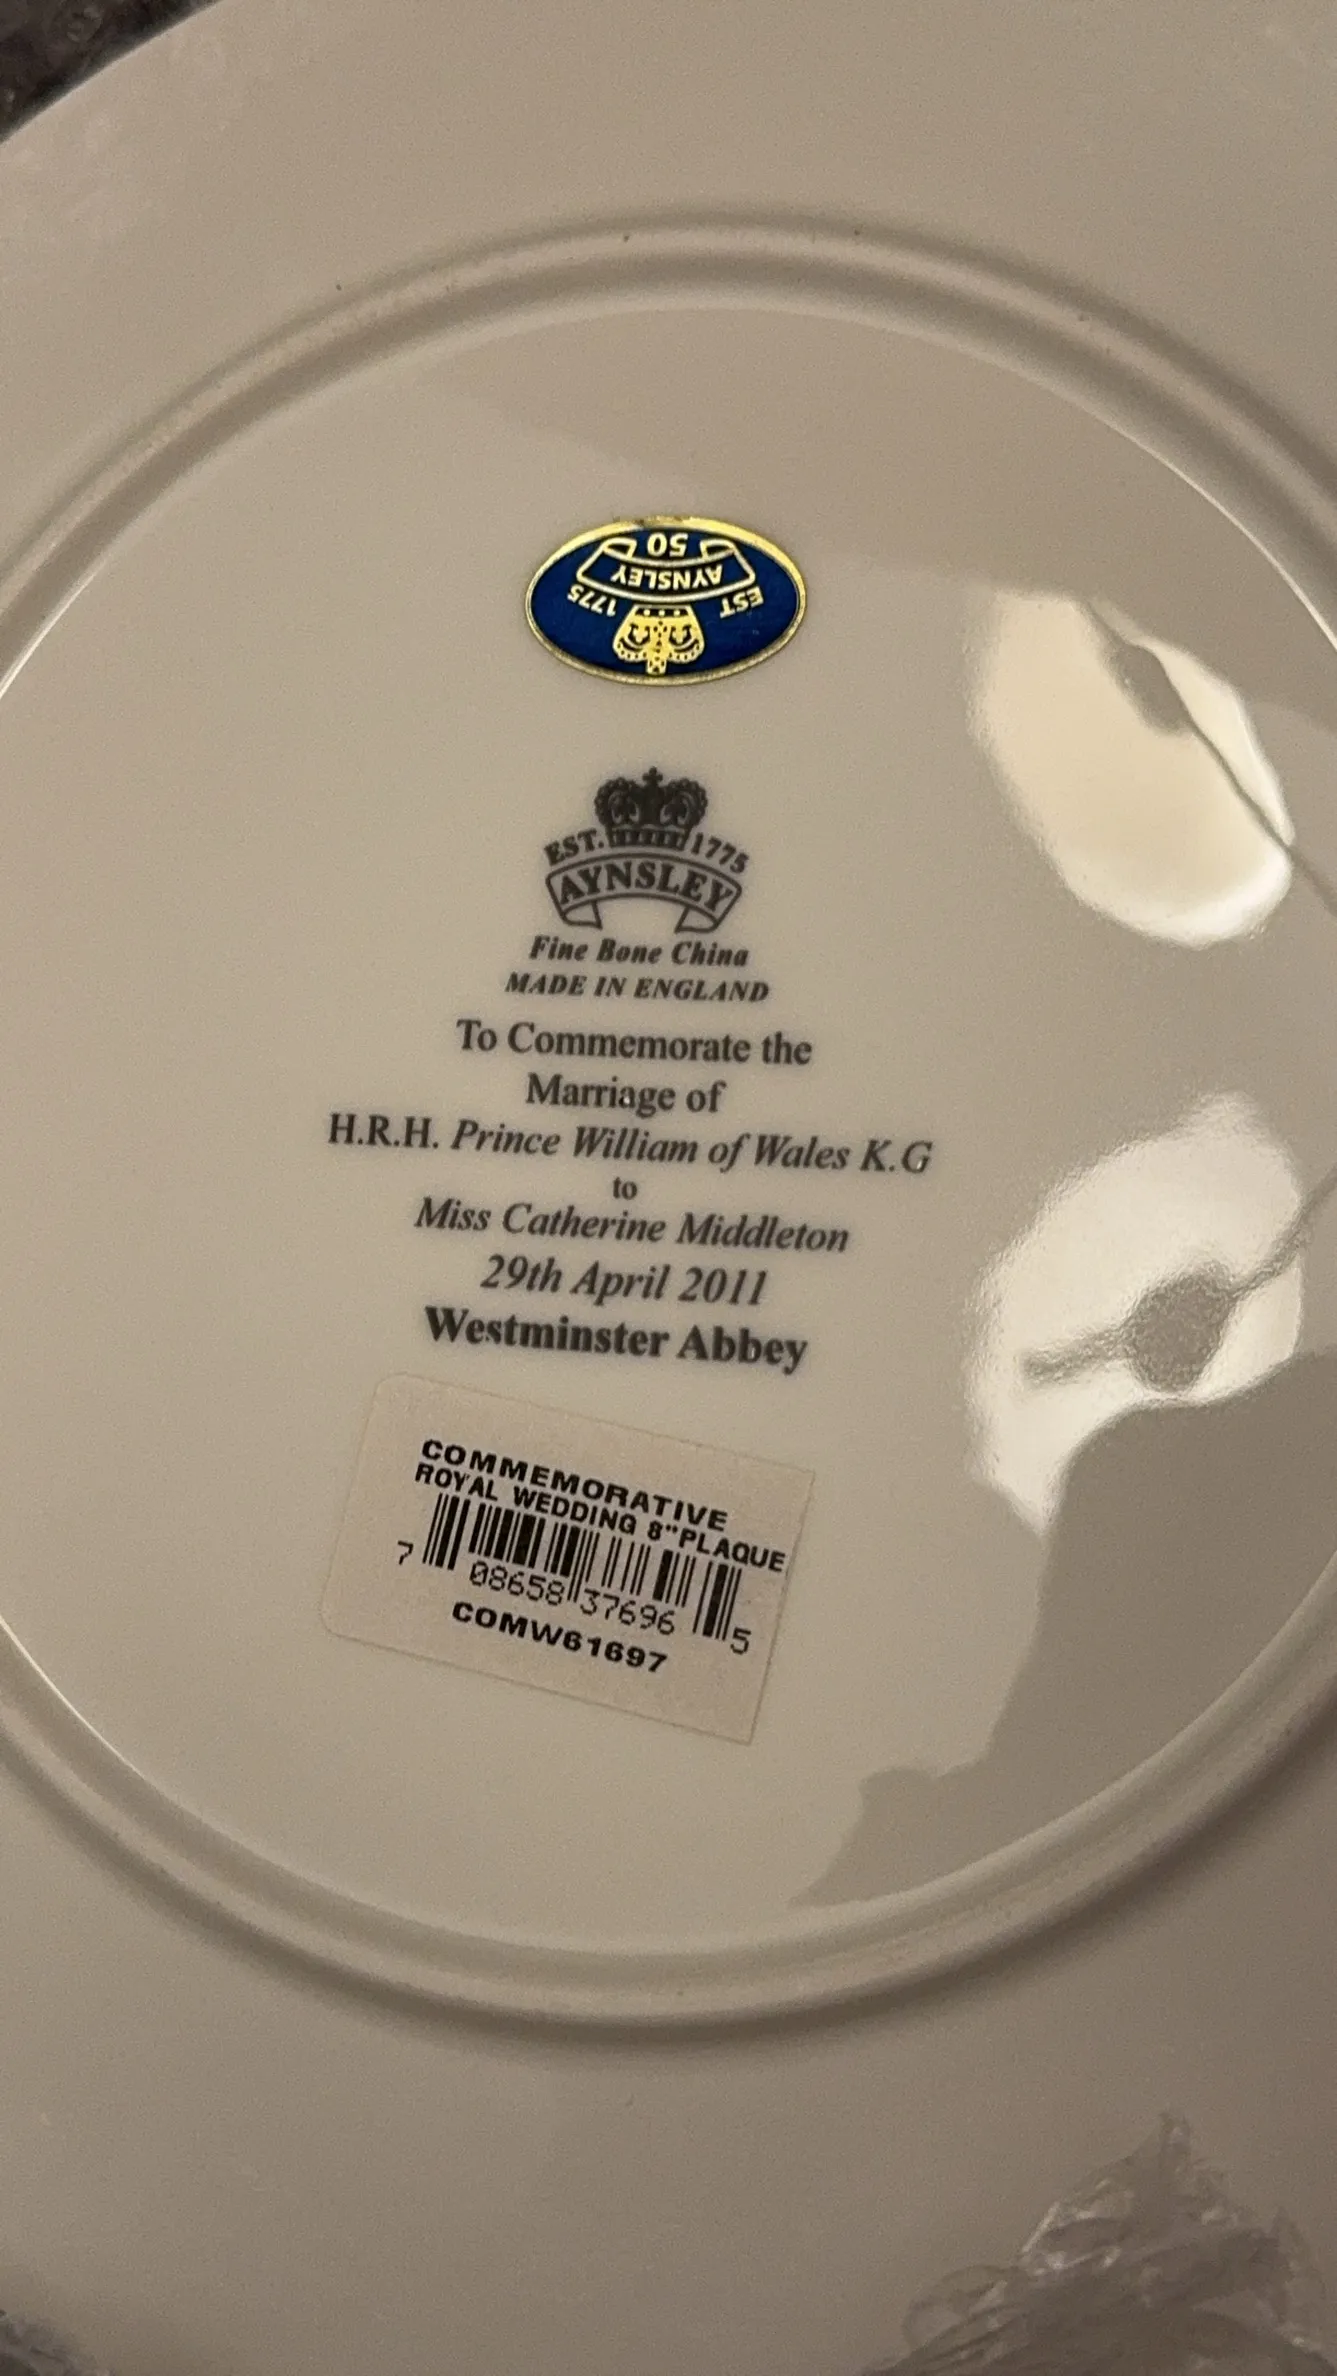 50
AYNSLEY
EST 1775
EST. 1775
AYNSLEY
Fine Bone China
MADE IN ENGLAND
To Commemorate the
Marriage of
H.R.H. Prince William of Wales K.G
to
Miss Catherine Middleton
29th April 2011
Westminster Abbey
COMMEMORATIVE
ROYAL WEDDING 8"PLAQUE
7 08658 37696 5
COMW61697